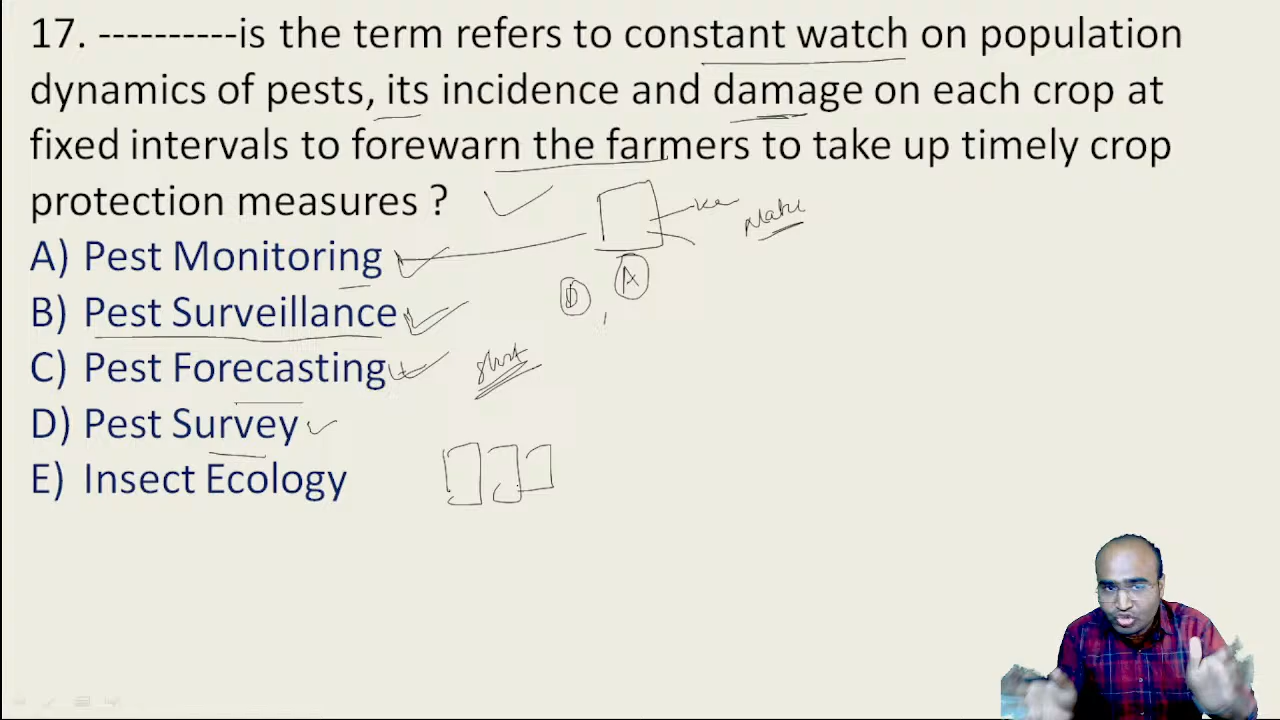 17. ----------is the term refers to constant watch on population
dynamics of pests, its incidence and damage on each crop at
fixed intervals to forewarn the farmers to take up timely crop
protection measures ?
A) Pest Monitoring
B) Pest Surveillance
C) Pest Forecasting
D) Pest Survey
E) Insect Ecology
A
D